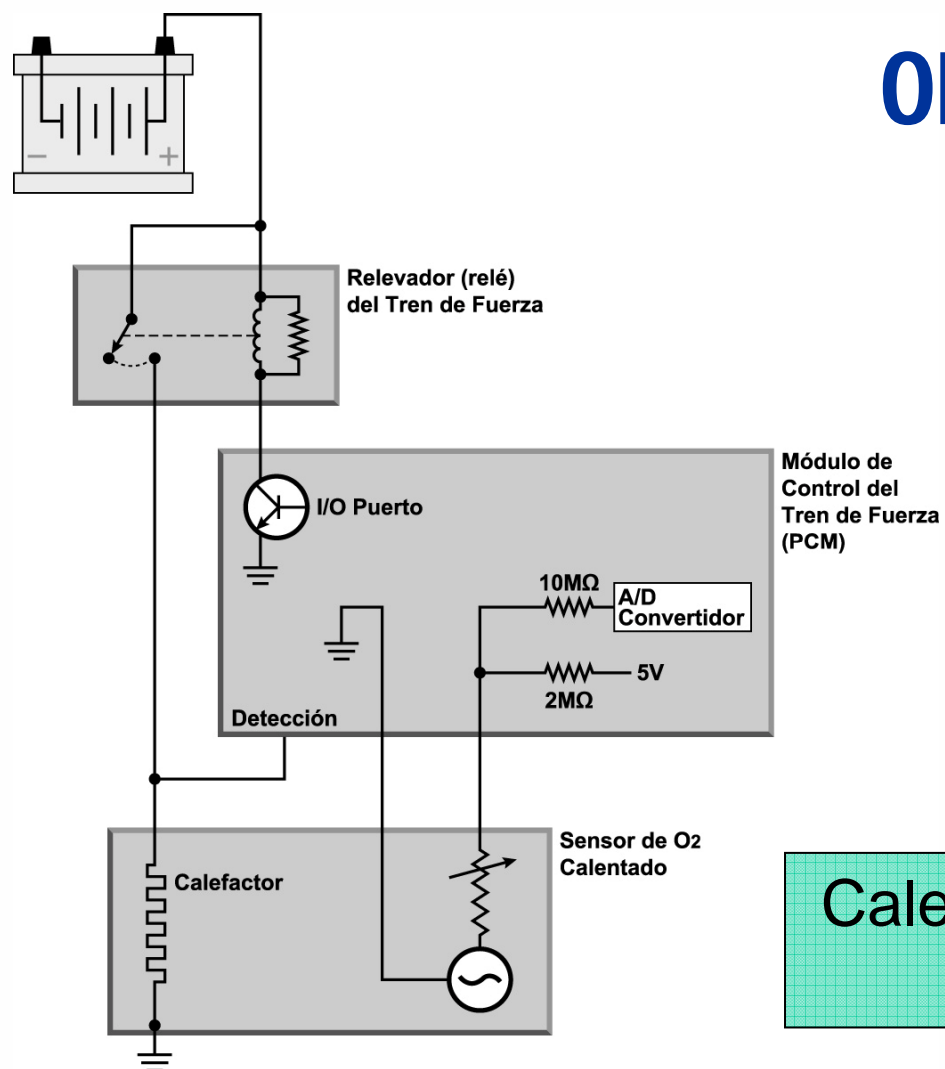 − +
Relevador (relé)
del Tren de Fuerza
Módulo de
Control del
Tren de Fuerza
(PCM)
I/O Puerto
10MΩ
A/D
Convertidor
5V
2MΩ
Detección
Sensor de O2
Calentado
Calefactor
Cale